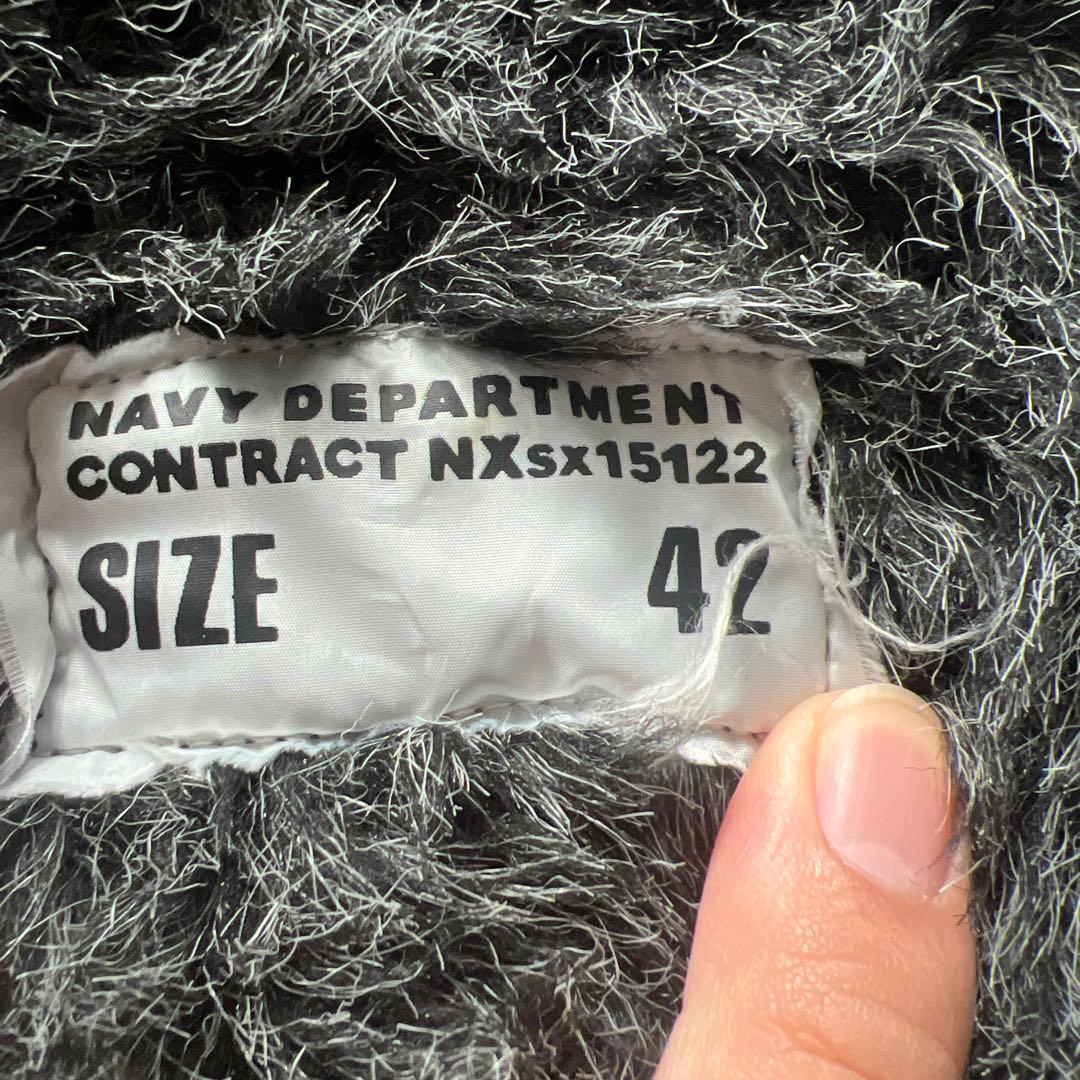 NAVY DEPARTMENT
CONTRACT NXsx15122
SIZE 42